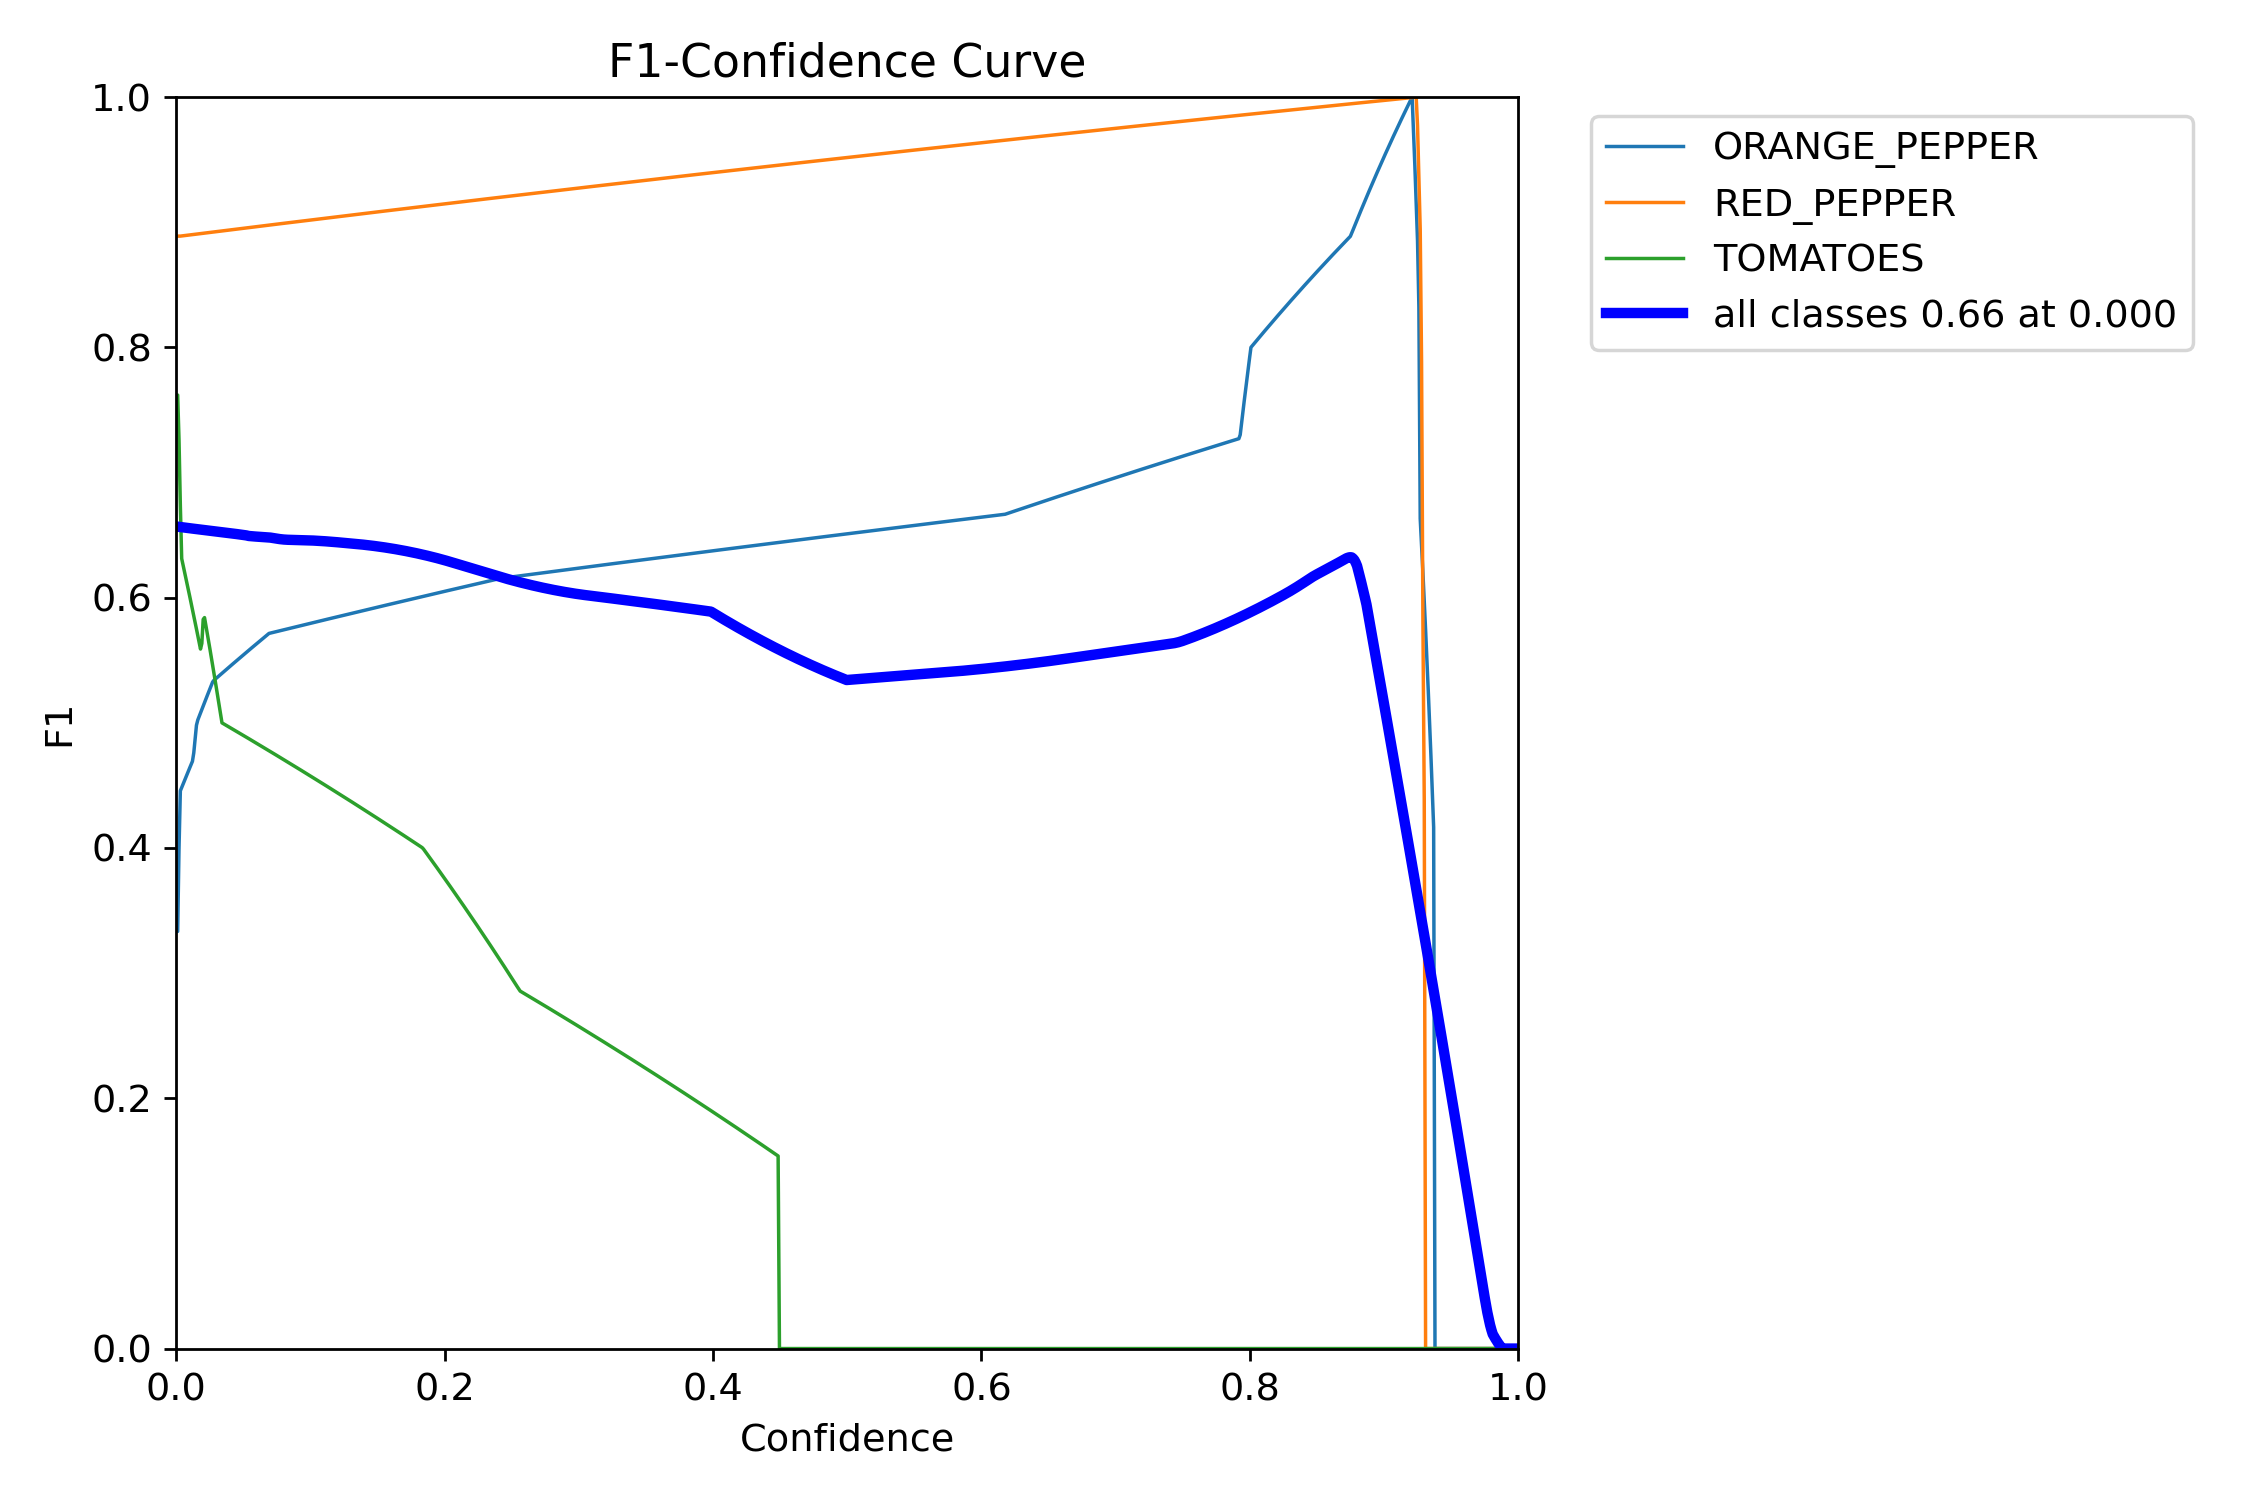 F1-Confidence Curve
1.0
0.8
0.6
0.4
0.2
0.0
F1
0.0 0.2 0.4 0.6 0.8 1.0
Confidence
ORANGE_PEPPER
RED_PEPPER
TOMATOES
all classes 0.66 at 0.000